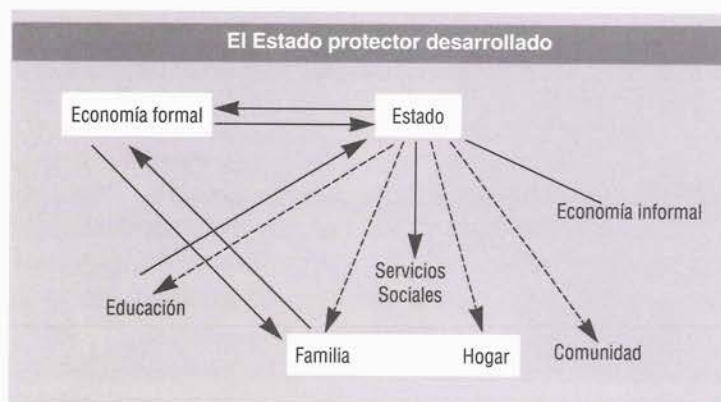 El Estado protector desarrollado
Economía formal
Estado
Economía informal
Servicios
Sociales
Educación
Familia
Hogar
Comunidad